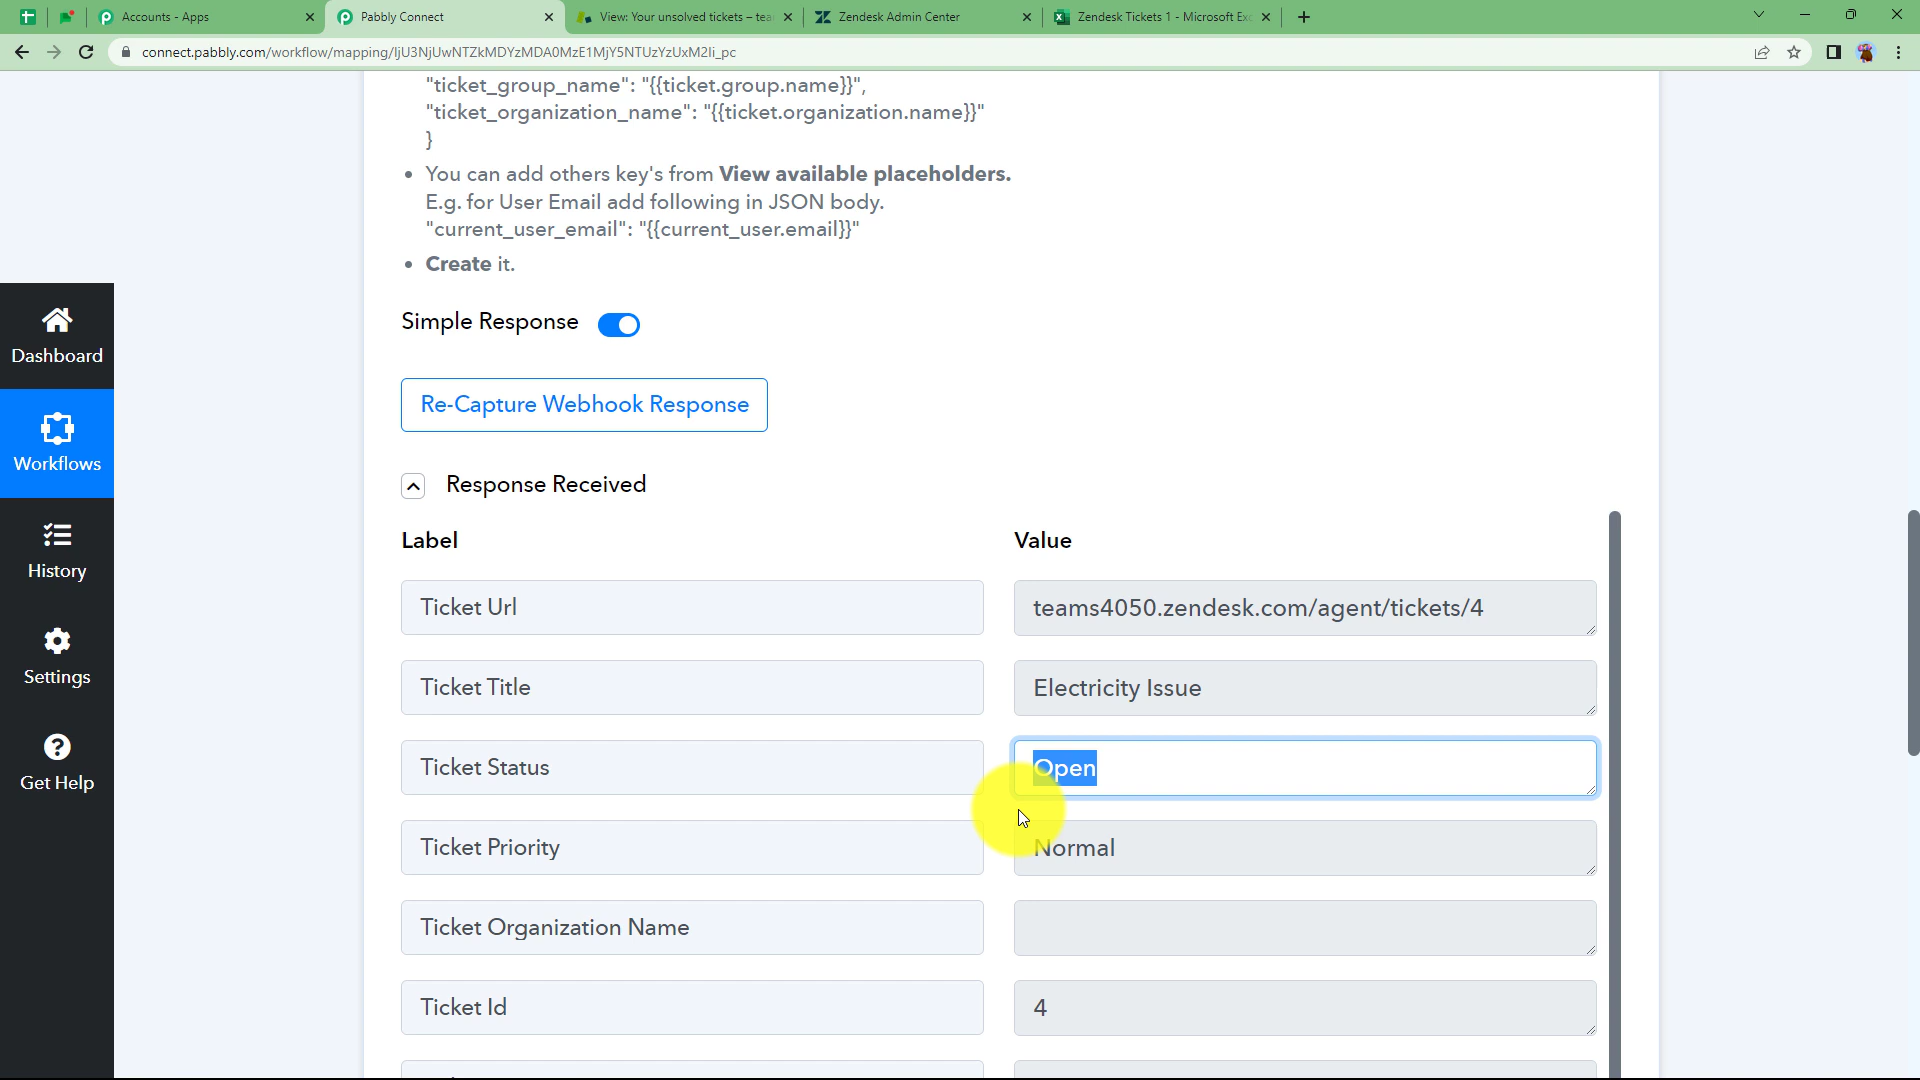 Accounts - Apps
Pabbly Connect
View: Your unsolved tickets – tea
Zendesk Admin Center
Zendesk Tickets 1 - Microsoft Exc
connect.pabbly.com/workflow/mapping/IjU3NjUwNTZkMDYzMDA0MzE1MjY5NTUzYzUxM2Ii_pc
"ticket_group_name": "{{ticket.group.name}}",
"ticket_organization_name": "{{ticket.organization.name}}"
}
• You can add others key's from View available placeholders.
E.g. for User Email add following in JSON body.
"current_user_email": "{{current_user.email}}"
• Create it.
Simple Response
Re-Capture Webhook Response
Response Received
Label Value
Ticket Url teams4050.zendesk.com/agent/tickets/4
Ticket Title Electricity Issue
Ticket Status Open
Ticket Priority Normal
Ticket Organization Name
Ticket Id 4
Dashboard
Workflows
History
Settings
Get Help